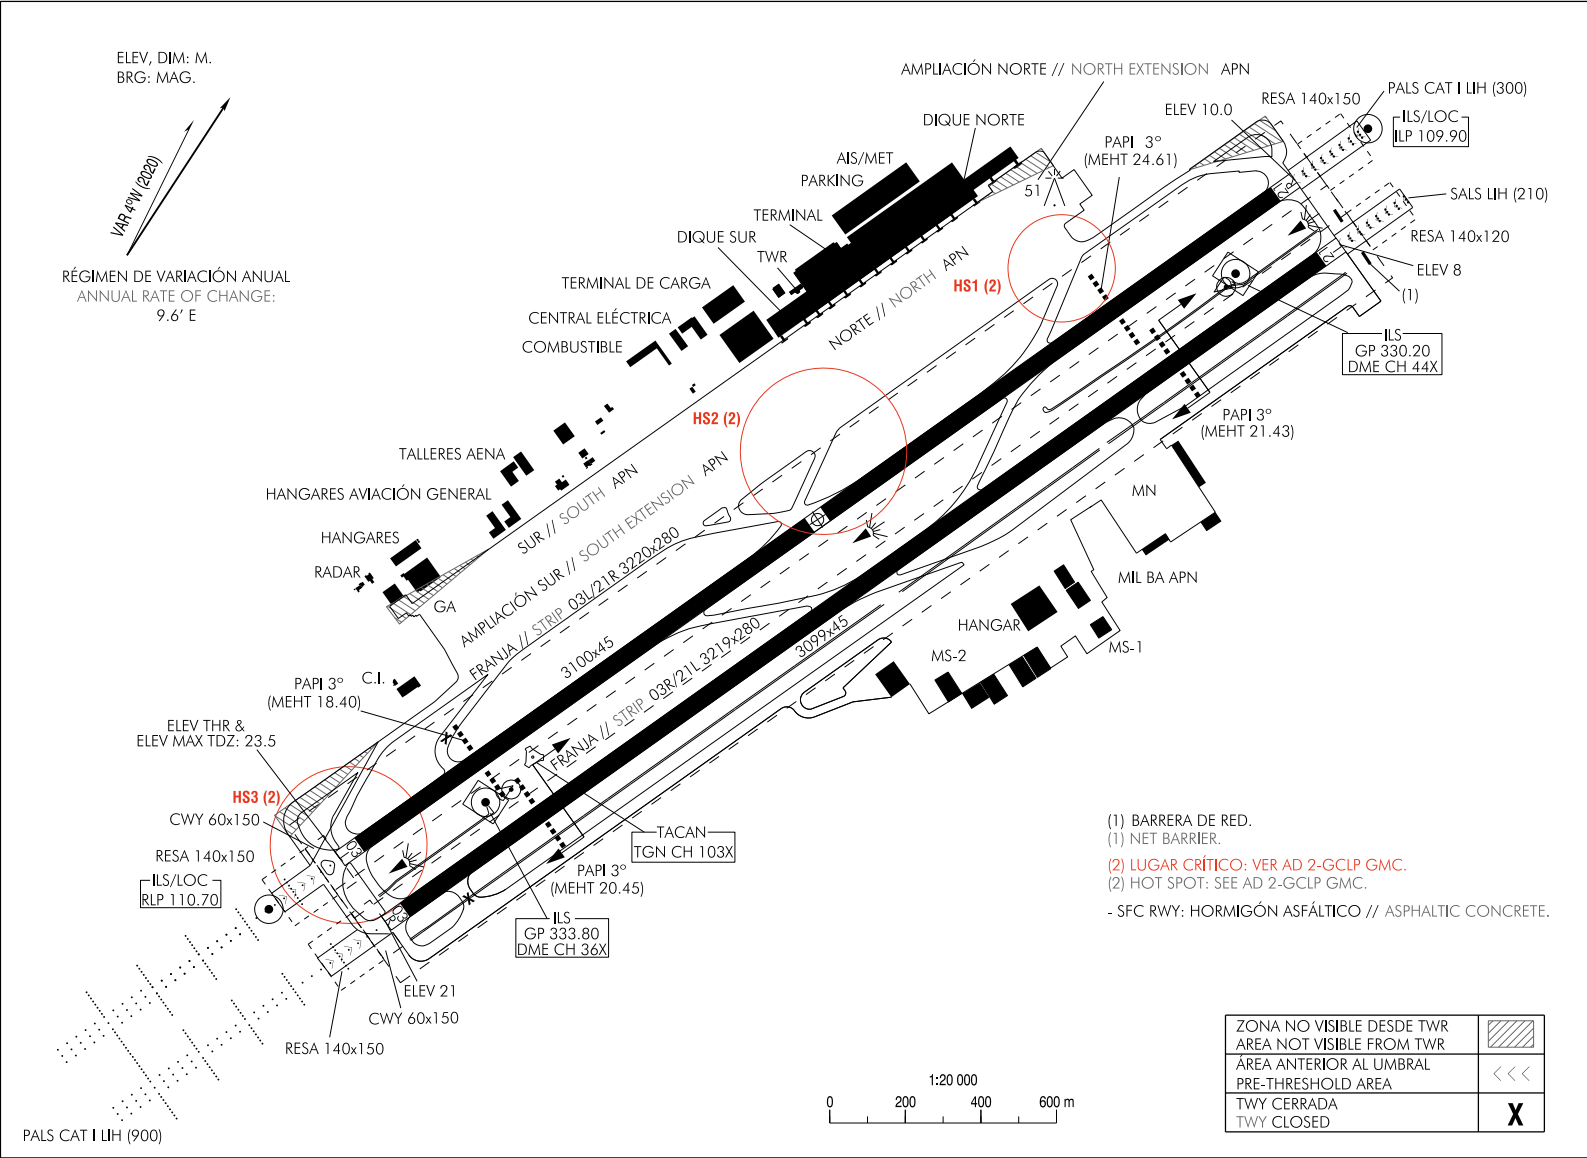 ELEV, DIM: M.
BRG: MAG.
VAR 4ºW (2020)
RÉGIMEN DE VARIACIÓN ANUAL
ANNUAL RATE OF CHANGE:
9.6' E
AMPLIACIÓN NORTE // NORTH EXTENSION APN
DIQUE NORTE
AIS/MET
PARKING
TERMINAL
DIQUE SUR
TWR
TERMINAL DE CARGA
CENTRAL ELÉCTRICA
COMBUSTIBLE
TALLERES AENA
HANGARES AVIACIÓN GENERAL
HANGARES
RADAR
GA
C.I.
51
NORTE // NORTH APN
SUR // SOUTH APN
AMPLIACIÓN SUR // SOUTH EXTENSION APN
FRANJA // STRIP 03L/21R 3220x280
3100x45
FRANJA // STRIP 03R/21L 3219x280
3099x45
PAPI 3º
(MEHT 24.61)
ELEV 10.0
RESA 140x150
PALS CAT I LIH (300)
ILS/LOC
ILP 109.90
SALS LIH (210)
RESA 140x120
ELEV 8
(1)
HS1 (2)
HS2 (2)
HS3 (2)
ILS
GP 330.20
DME CH 44X
PAPI 3º
(MEHT 21.43)
MN
MIL BA APN
HANGAR
MS-1
MS-2
PAPI 3º
(MEHT 18.40)
ELEV THR &
ELEV MAX TDZ: 23.5
CWY 60x150
RESA 140x150
ILS/LOC
RLP 110.70
03
03
TACAN
TGN CH 103X
PAPI 3º
(MEHT 20.45)
ILS
GP 333.80
DME CH 36X
ELEV 21
CWY 60x150
RESA 140x150
PALS CAT I LIH (900)
(1) BARRERA DE RED.
(1) NET BARRIER.
(2) LUGAR CRÍTICO: VER AD 2-GCLP GMC.
(2) HOT SPOT: SEE AD 2-GCLP GMC.
- SFC RWY: HORMIGÓN ASFÁLTICO // ASPHALTIC CONCRETE.
1:20 000
0 200 400 600 m
ZONA NO VISIBLE DESDE TWR
AREA NOT VISIBLE FROM TWR
ÁREA ANTERIOR AL UMBRAL
PRE-THRESHOLD AREA
TWY CERRADA
TWY CLOSED
X